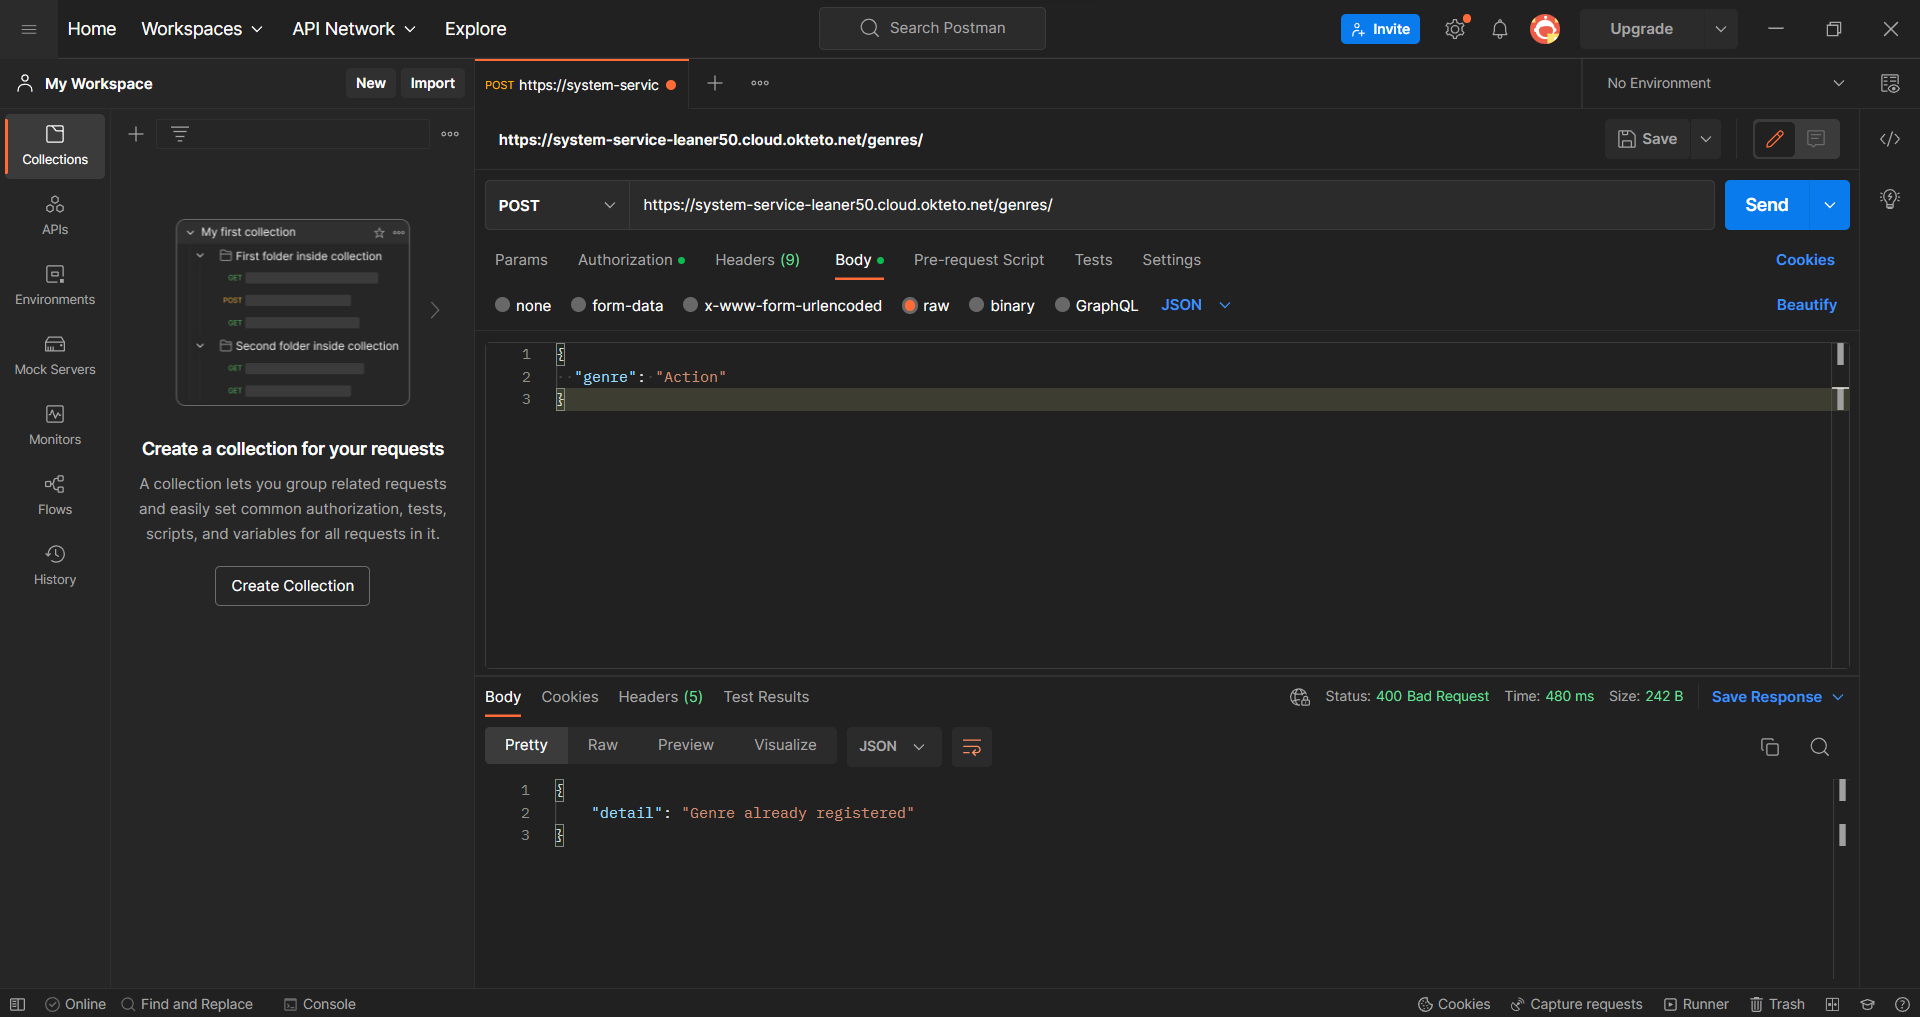 Home Workspaces API Network Explore Search Postman Invite Upgrade
My Workspace New Import POST https://system-servic No Environment
Collections
APIs
Environments
Mock Servers
Monitors
Flows
History
My first collection
First folder inside collection
GET
POST
GET
Second folder inside collection
GET
GET
Create a collection for your requests
A collection lets you group related requests
and easily set common authorization, tests,
scripts, and variables for all requests in it.
Create Collection
https://system-service-leaner50.cloud.okteto.net/genres/ Save
POST https://system-service-leaner50.cloud.okteto.net/genres/ Send
Params Authorization Headers (9) Body Pre-request Script Tests Settings Cookies
none form-data x-www-form-urlencoded raw binary GraphQL JSON Beautify
1 {
2 "genre": "Action"
3 }
Body Cookies Headers (5) Test Results Status: 400 Bad Request Time: 480 ms Size: 242 B Save Response
Pretty Raw Preview Visualize JSON
1 {
2 "detail": "Genre already registered"
3 }
Online Find and Replace Console Cookies Capture requests Runner Trash